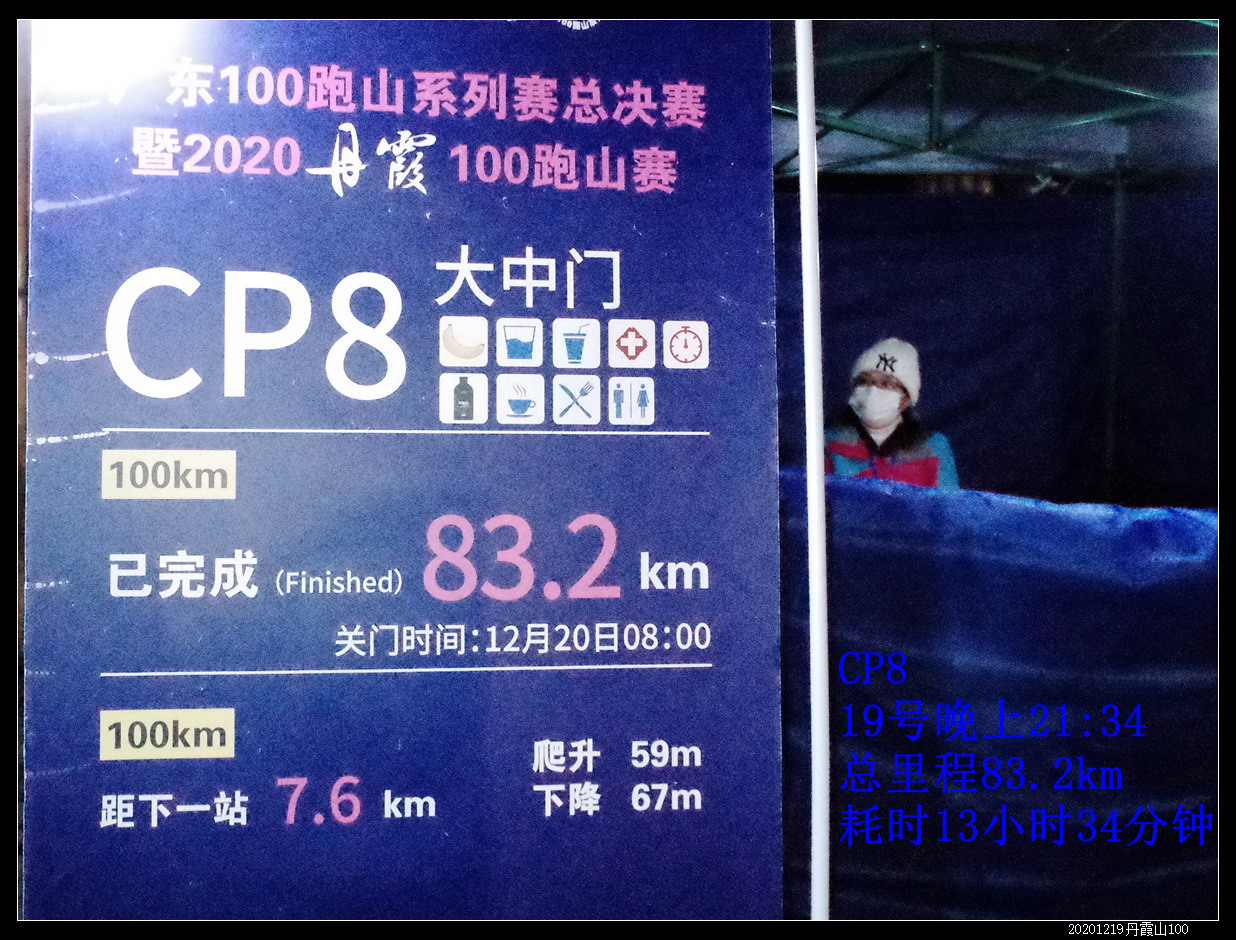 东100跑山系列赛总决赛
暨2020丹霞100跑山赛
CP8
大中门
100km
已完成 (Finished) 83.2 km
关门时间:12月20日08:00
100km
距下一站 7.6 km
爬升 59m
下降 67m
NY
CP8
19号晚上21:34
总里程83.2km
耗时13小时34分钟
20201219丹霞山100